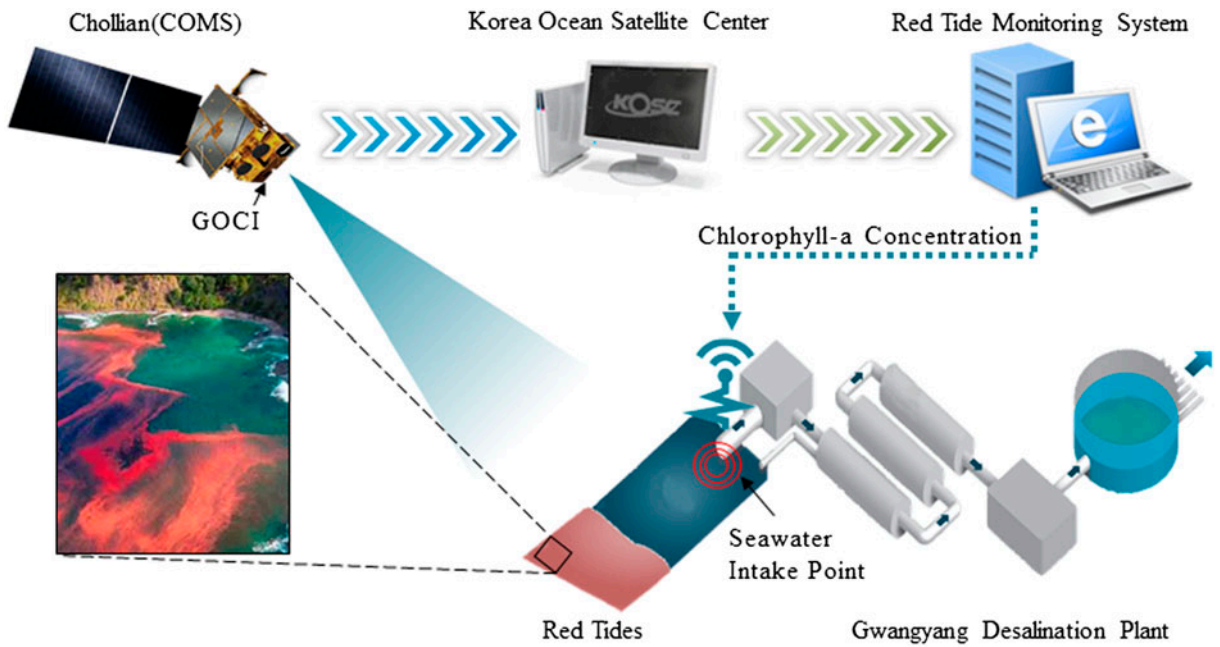 Chollian(COMS)
Korea Ocean Satellite Center
Red Tide Monitoring System
KOSC
e
GOCI
Chlorophyll-a Concentration
Seawater
Intake Point
Red Tides
Gwangyang Desalination Plant